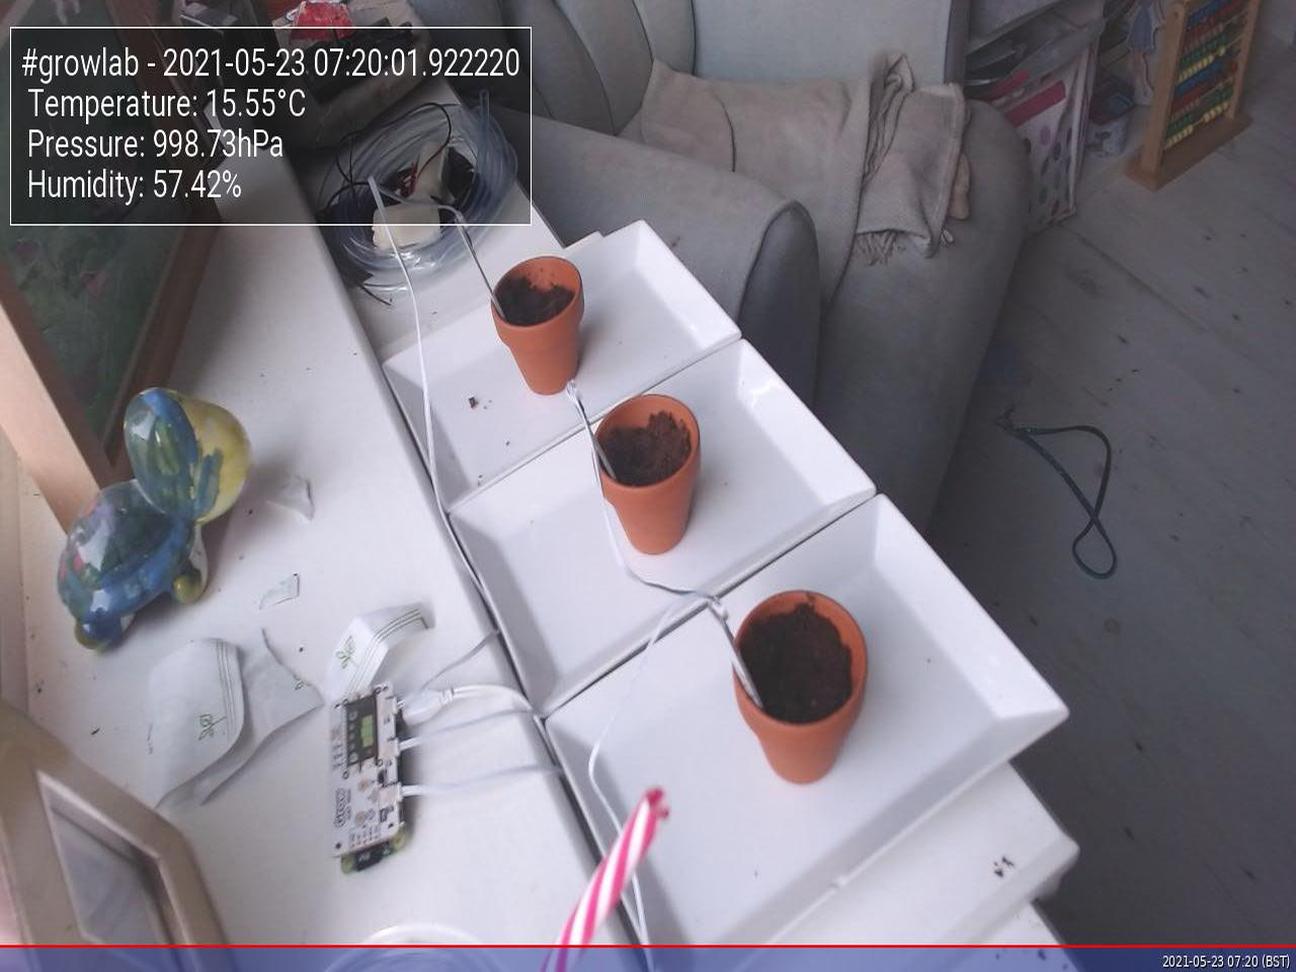 #growlab - 2021-05-23 07:20:01.922220
Temperature: 15.55°C
Pressure: 998.73hPa
Humidity: 57.42%
2021-05-23 07:20 (BST)